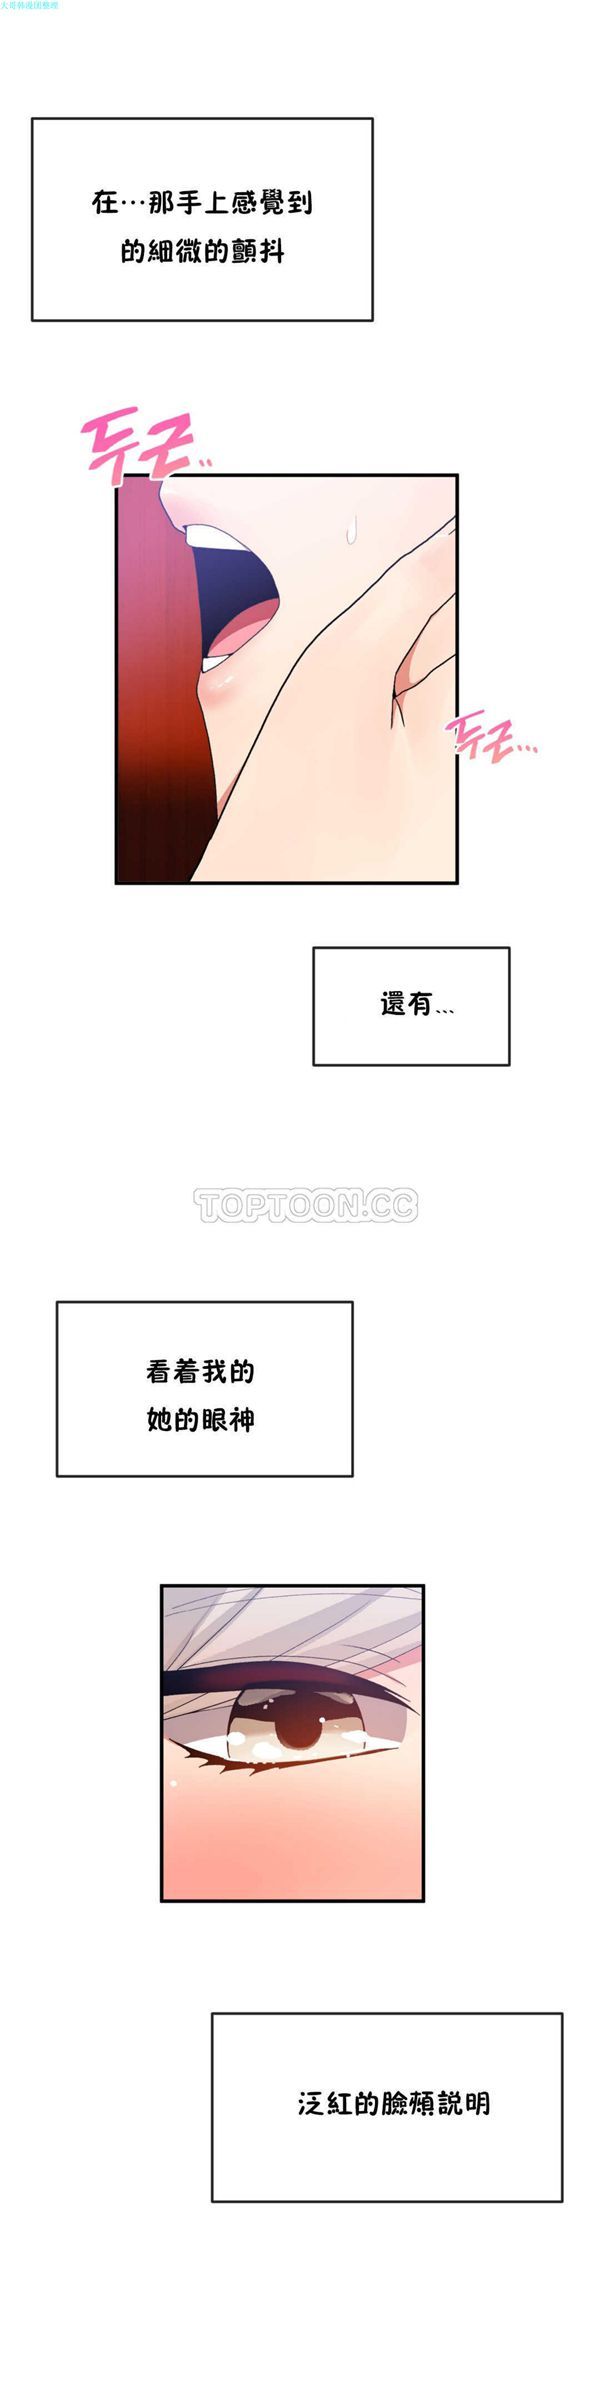 大哥韩漫团整理
在…那手上感覺到
的細微的顫抖
두근..
두근...
還有...
TOPTOON.CC
看着我的
她的眼神
泛紅的臉頰説明